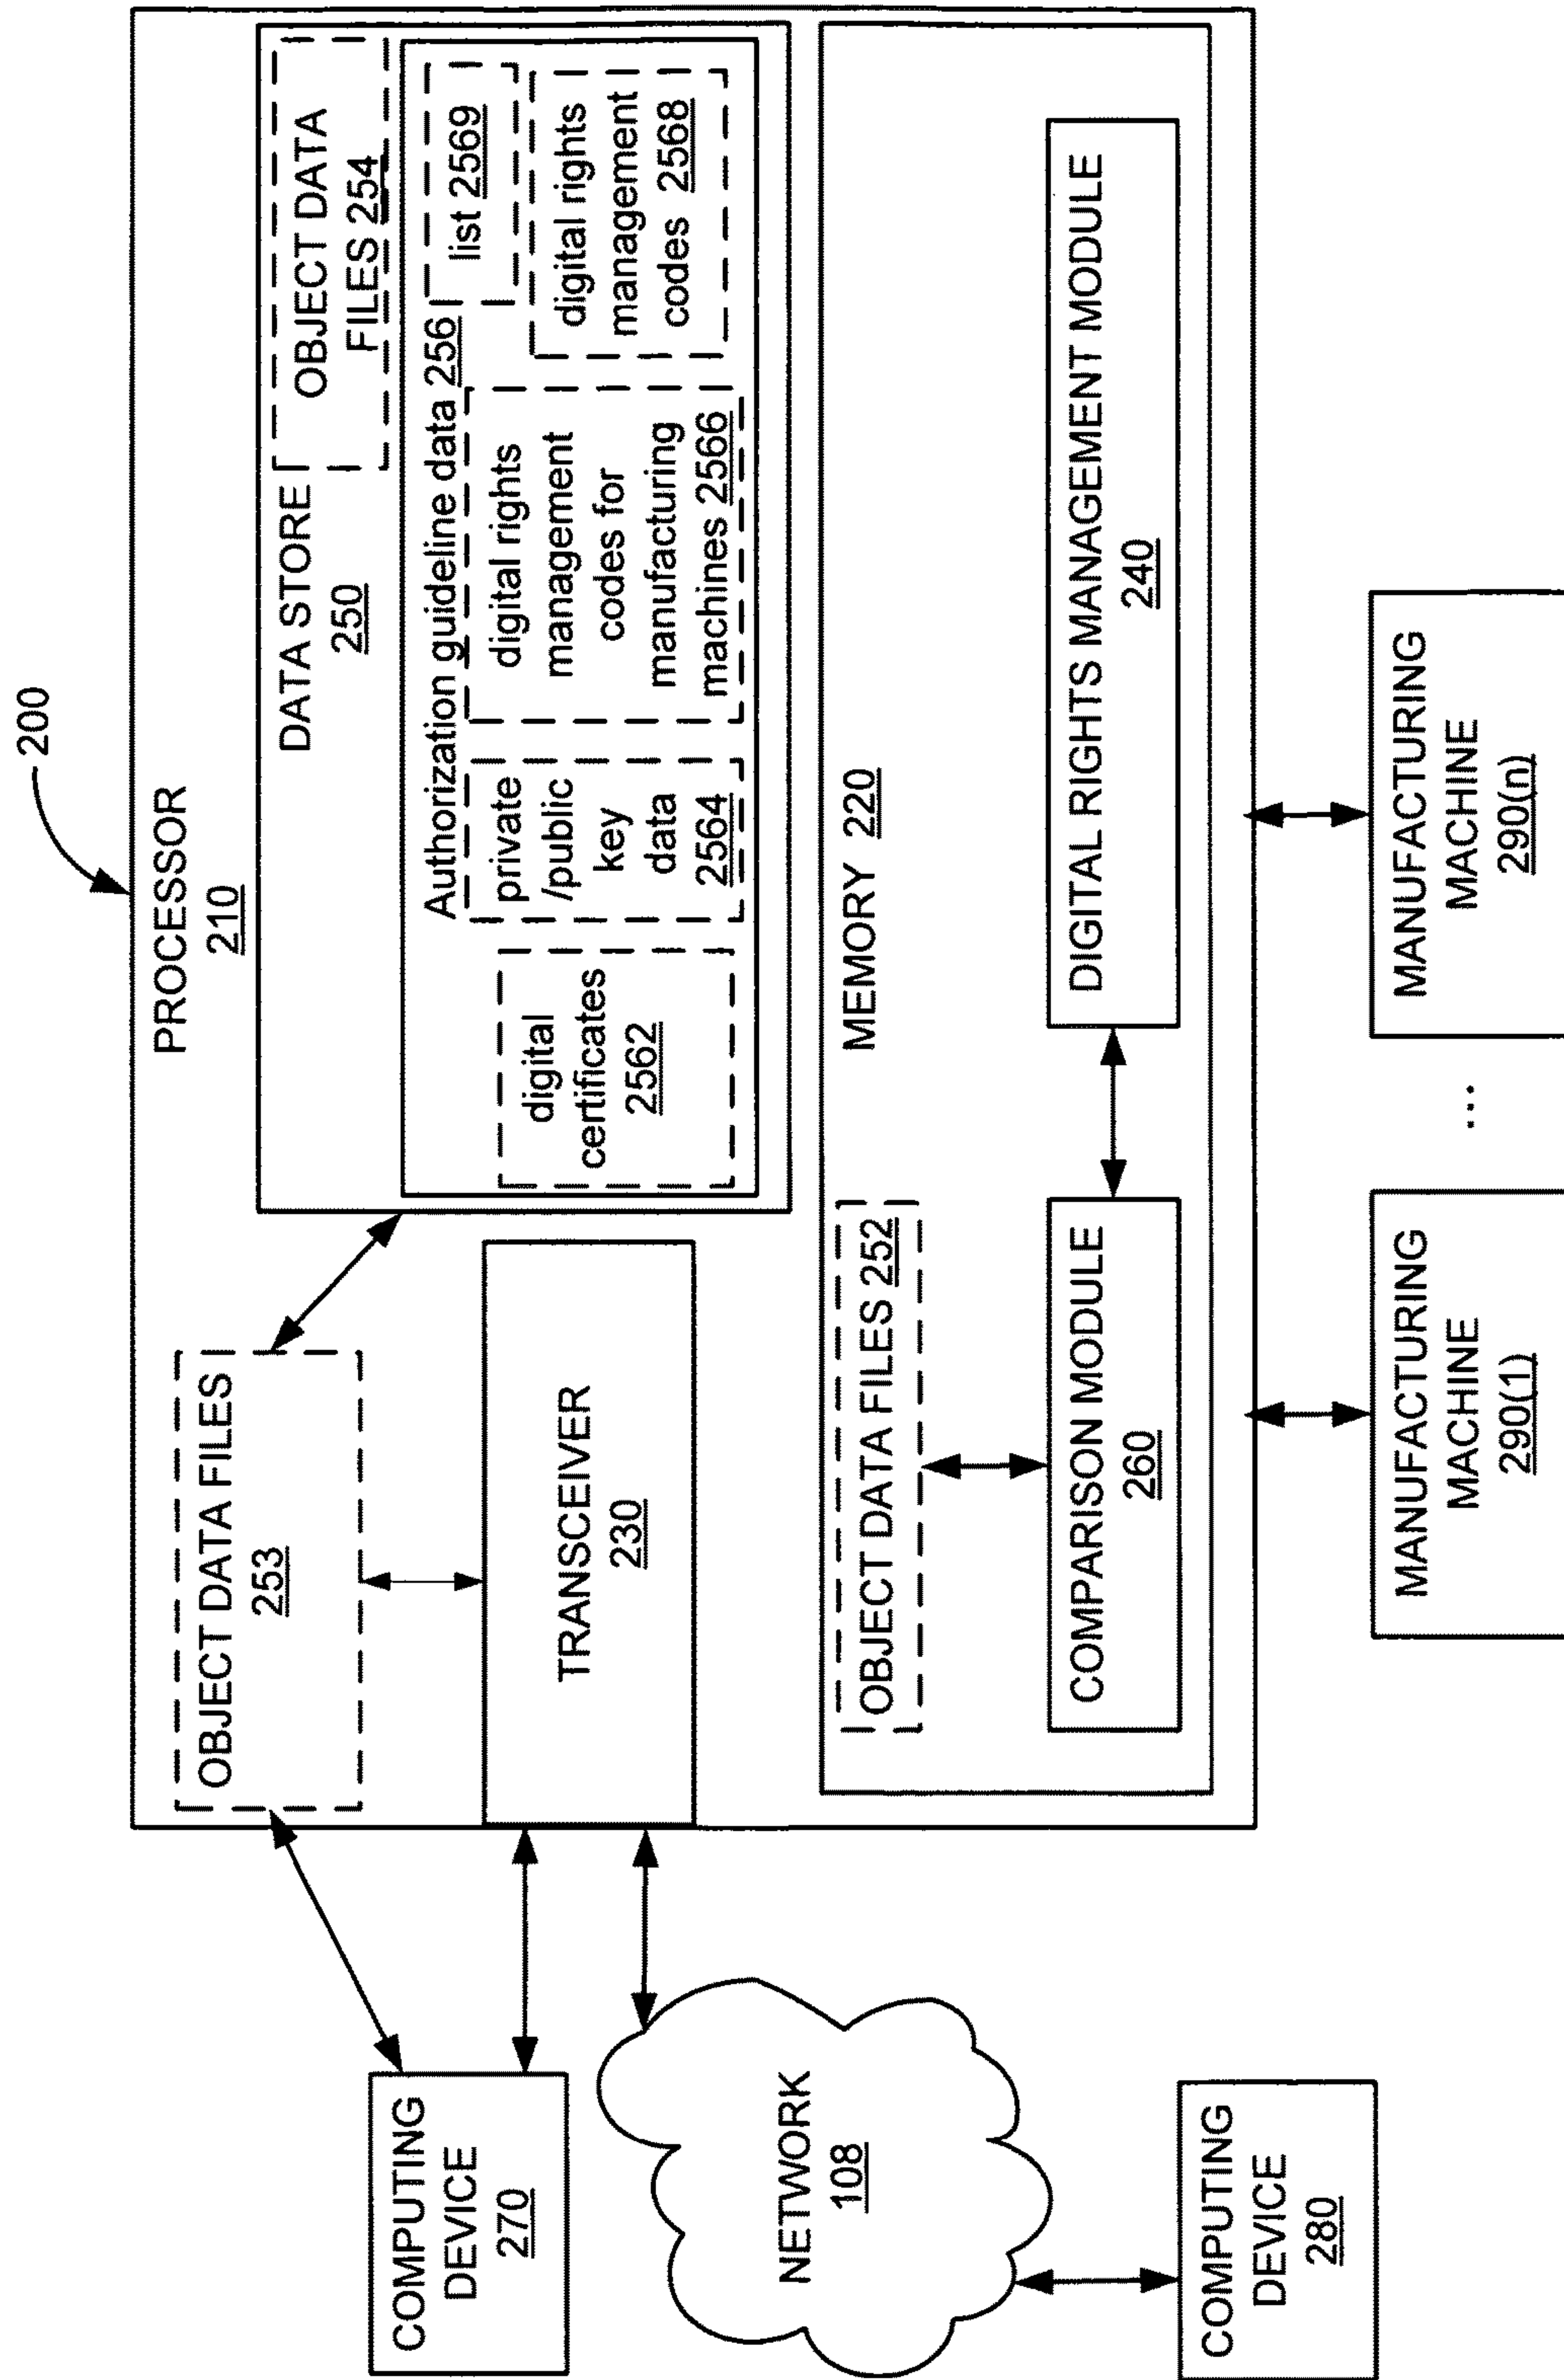 200
PROCESSOR
210
OBJECT DATA FILES
253
TRANSCEIVER
230
DATA STORE
250
OBJECT DATA
FILES 254
Authorization guideline data 256
digital
certificates
2562
private
/public
key
data
2564
digital rights
management
codes for
manufacturing
machines 2566
list 2569
digital rights
management
codes 2568
MEMORY 220
OBJECT DATA FILES 252
COMPARISON MODULE
260
DIGITAL RIGHTS MANAGEMENT MODULE
240
COMPUTING
DEVICE
270
NETWORK
108
COMPUTING
DEVICE
280
MANUFACTURING
MACHINE
290(1)
...
MANUFACTURING
MACHINE
290(n)